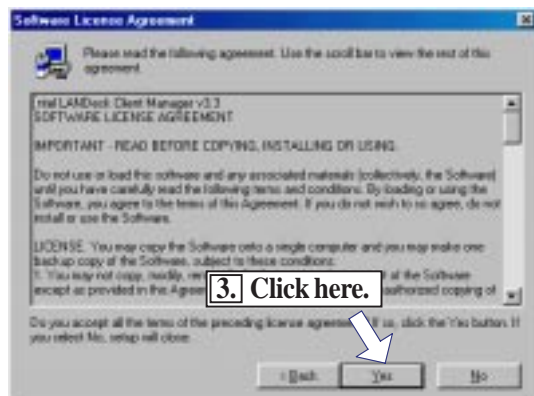 Software License Agreement
Please read the following agreement. Use the scroll bar to view the rest of this
agreement.
Intel LANDesk Client Manager v3.3
SOFTWARE LICENSE AGREEMENT
IMPORTANT - READ BEFORE COPYING, INSTALLING OR USING.
Do not use or load this software and any associated materials (collectively, the Software)
until you have carefully read the following terms and conditions. By loading or using the
Software, you agree to the terms of this Agreement. If you do not wish to so agree, do not
install or use the Software.
LICENSE. You may copy the Software onto a single computer and you may make one
backup copy of the Software, subject to these conditions:
1. You may not copy, modify, of the Software
except as provided in the authorized copying of
3. Click here.
Do you accept all the terms of the preceding license so, click the Yes button. If
you select No, setup will close.
< Back
Yes
No